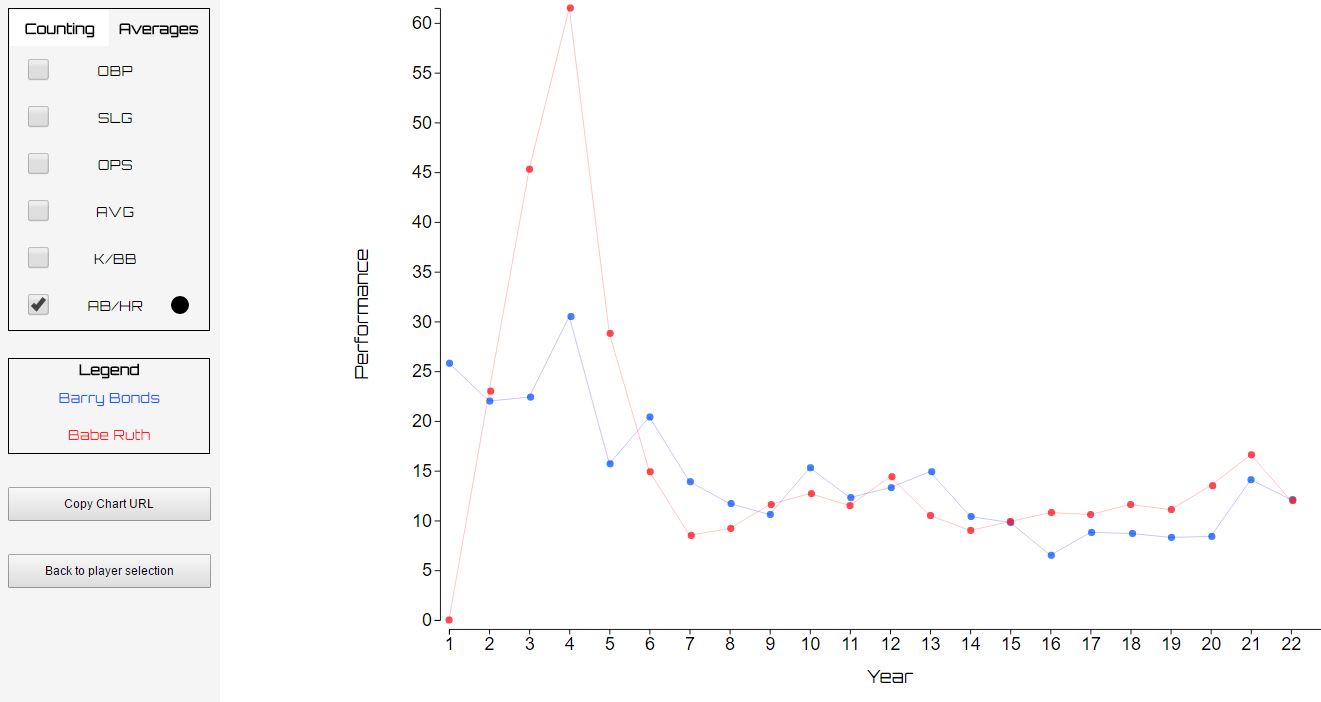 Counting Averages
OBP
SLG
OPS
AVG
K/BB
AB/HR
Legend
Barry Bonds
Babe Ruth
Copy Chart URL
Back to player selection
Performance
60
55
50
45
40
35
30
25
20
15
10
5
0
1 2 3 4 5 6 7 8 9 10 11 12 13 14 15 16 17 18 19 20 21 22
Year